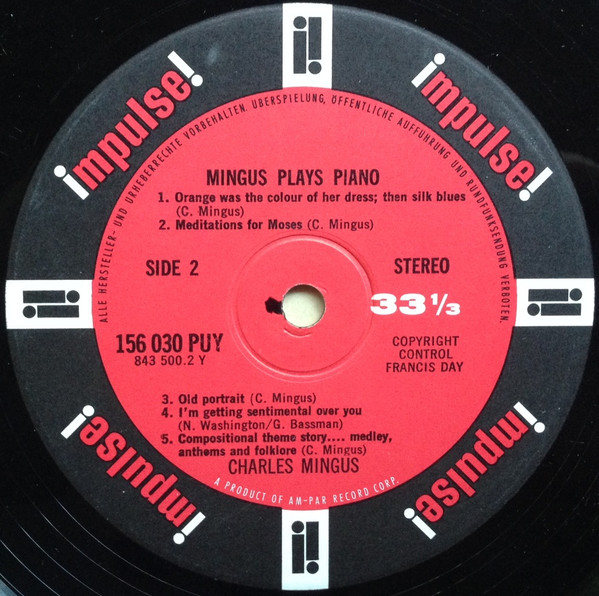 impulse!
impulse!
impulse!
impulse!
ALLE HERSTELLER- UND URHEBERRECHTE VORBEHALTEN. ÜBERSPIELUNG, ÖFFENTLICHE AUFFÜHRUNG UND RUNDFUNKSENDUNG VERBOTEN.
MINGUS PLAYS PIANO
1. Orange was the colour of her dress; then silk blues
(C. Mingus)
2. Meditations for Moses (C. Mingus)
SIDE 2
STEREO
33 1/3
156 030 PUY
843 500.2 Y
COPYRIGHT
CONTROL
FRANCIS DAY
3. Old portrait (C. Mingus)
4. I'm getting sentimental over you
(N. Washington/G. Bassman)
5. Compositional theme story.... medley,
anthems and folklore (C. Mingus)
CHARLES MINGUS
A PRODUCT OF AM-PAR RECORD CORP.